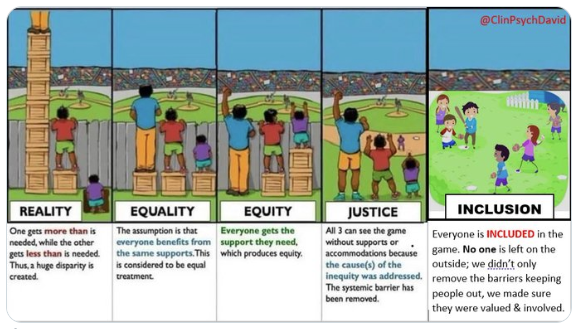 @ClinPsychDavid
REALITY
One gets more than is
needed, while the other
gets less than is needed.
Thus, a huge disparity is
created.
EQUALITY
The assumption is that
everyone benefits from
the same supports. This
is considered to be equal
treatment.
EQUITY
Everyone gets the
support they need,
which produces equity.
JUSTICE
All 3 can see the game
without supports or
accommodations because
the cause(s) of the
inequity was addressed.
The systemic barrier has
been removed.
INCLUSION
Everyone is INCLUDED in the
game. No one is left on the
outside; we didn't only
remove the barriers keeping
people out, we made sure
they were valued & involved.